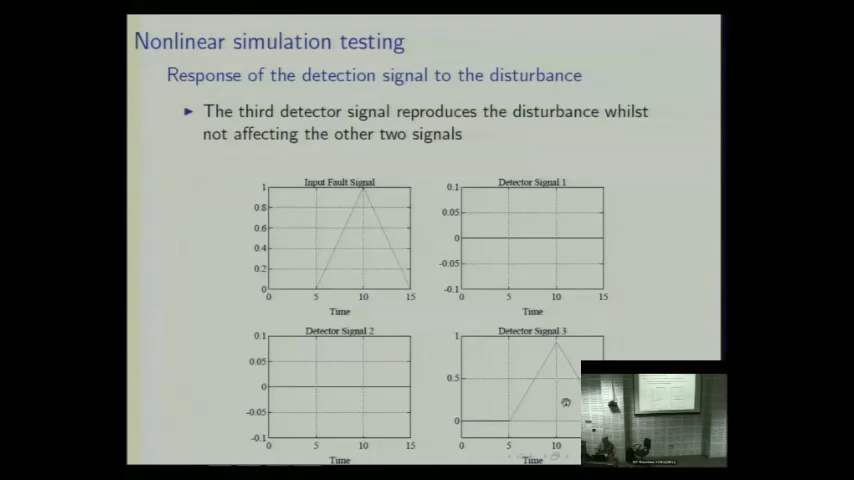 Nonlinear simulation testing
Response of the detection signal to the disturbance
The third detector signal reproduces the disturbance whilst
not affecting the other two signals
Input Fault Signal
1
0.8
0.6
0.4
0.2
0
0 5 10 15
Time
Detector Signal 1
0.1
0.05
0
-0.05
-0.1
0 5 10 15
Time
Detector Signal 2
0.1
0.05
0
-0.05
-0.1
0 5 10 15
Time
Detector Signal 3
1
0.5
0
0 5 10
Time